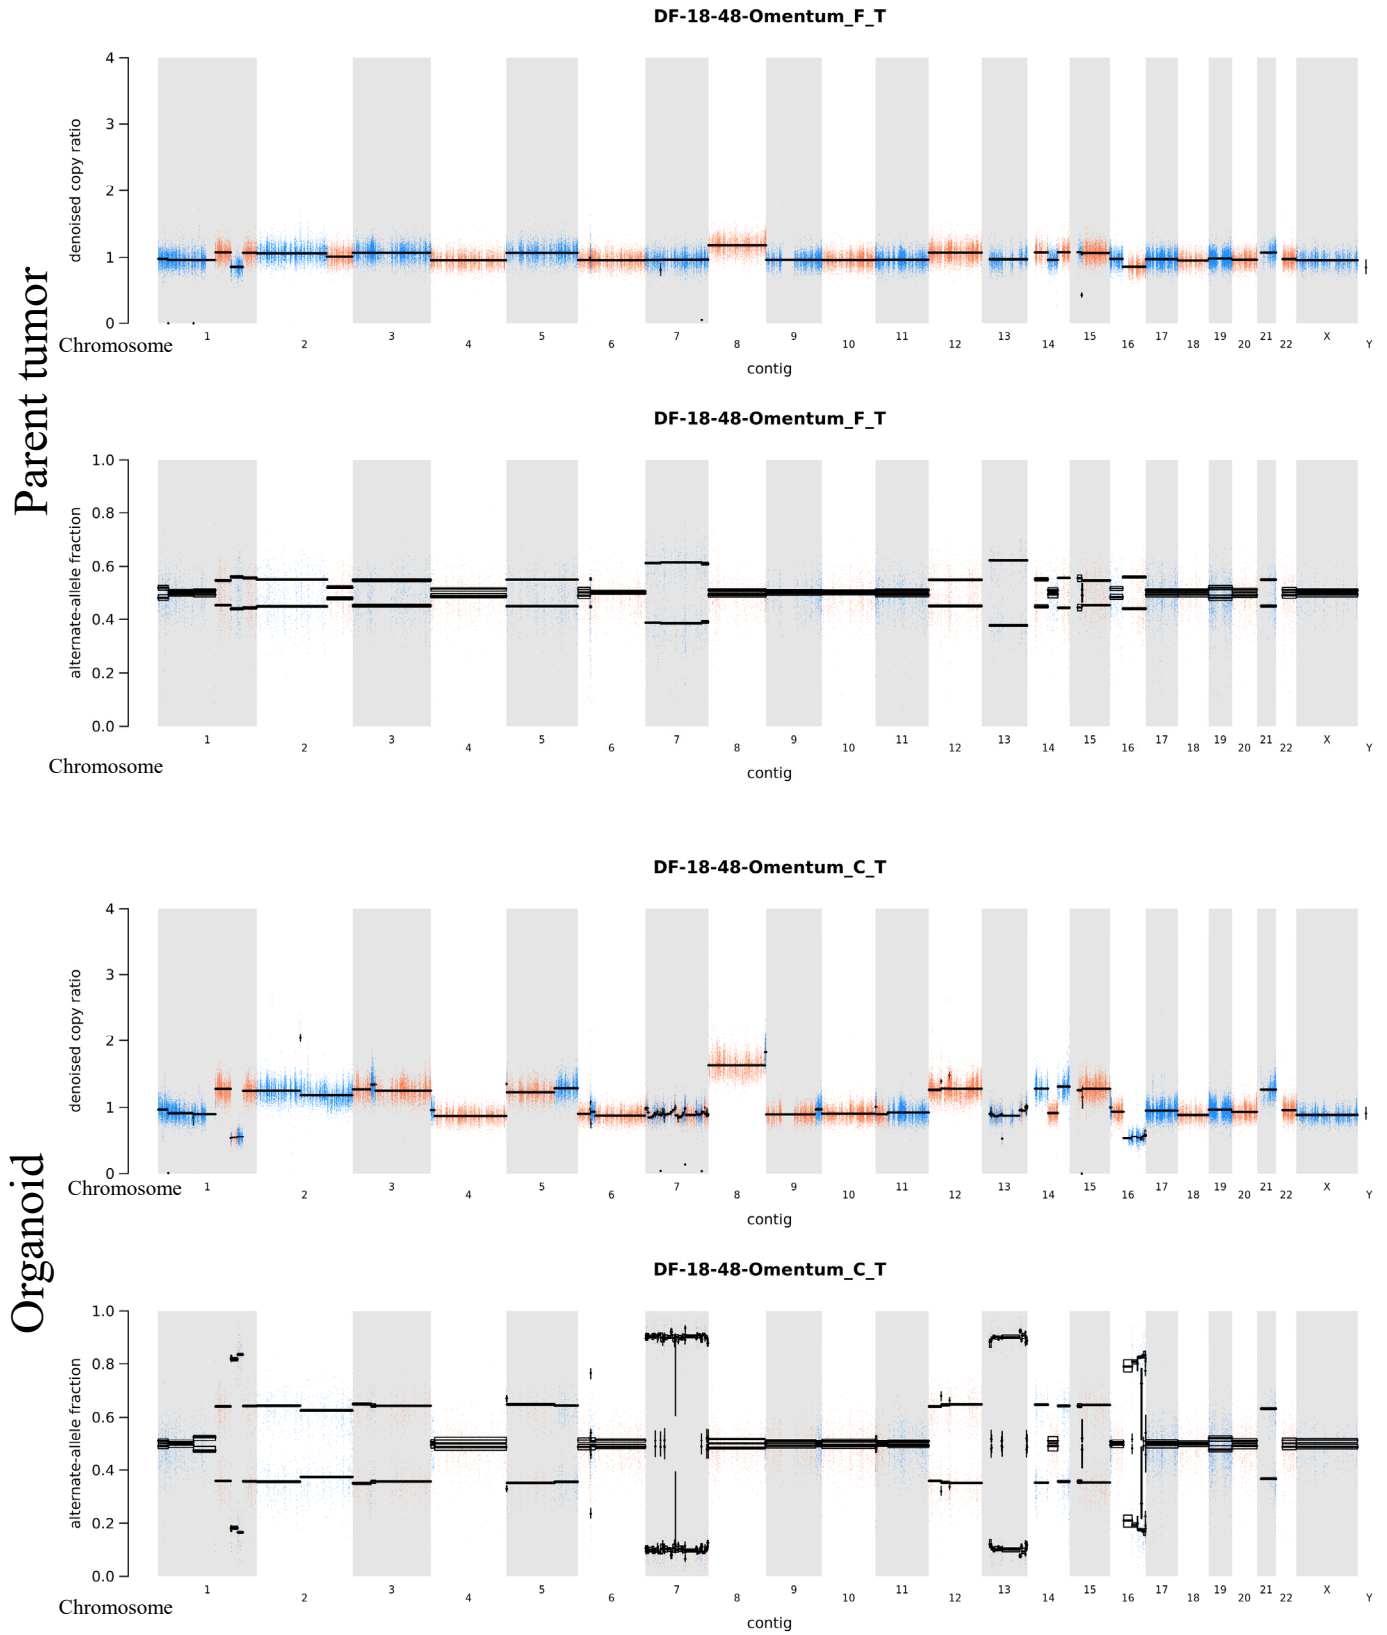 Parent tumor
DF-18-48-Omentum_F_T
denoised copy ratio
4
3
2
1
0
Chromosome
1 2 3 4 5 6 7 8 9 10 11 12 13 14 15 16 17 18 19 20 21 22 X Y
contig
DF-18-48-Omentum_F_T
alternate-allele fraction
1.0
0.8
0.6
0.4
0.2
0.0
1 2 3 4 5 6 7 8 9 10 11 12 13 14 15 16 17 18 19 20 21 22 X Y
Chromosome
contig
Organoid
DF-18-48-Omentum_C_T
denoised copy ratio
4
3
2
1
0
Chromosome
1 2 3 4 5 6 7 8 9 10 11 12 13 14 15 16 17 18 19 20 21 22 X Y
contig
DF-18-48-Omentum_C_T
alternate-allele fraction
1.0
0.8
0.6
0.4
0.2
0.0
1 2 3 4 5 6 7 8 9 10 11 12 13 14 15 16 17 18 19 20 21 22 X Y
Chromosome
contig